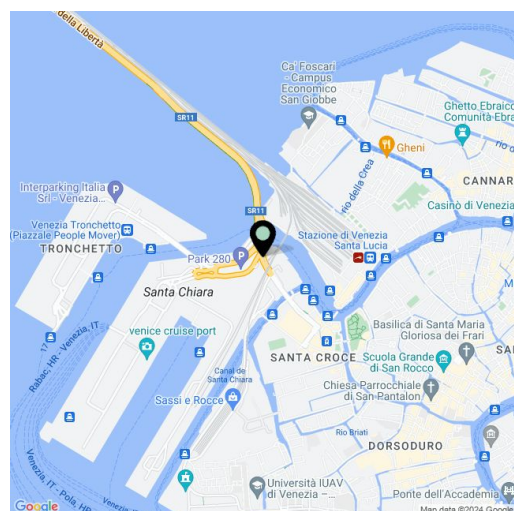 della Libertà
Ca' Foscari
- Campus
Economico
San Giobbe
SR11
Ghetto Ebraico
Comunità Ebra
Gheni
rio d
rio della Crea
CANNAR
Interparking Italia
Srl - Venezia...
SR11
Casinò di Venezia
Venezia Tronchetto
(Piazzale People Mover)
TRONCHETTO
Stazione di Venezia
Santa Lucia
Park 280
Santa Chiara
venice cruise port
Basilica di Santa Maria
Gloriosa dei Frari
SANTA CROCE
SA
Scuola Grande
di San Rocco
Canal de
Santa Chiara
Chiesa Parrocchiale
di San Pantalon
17
Rabac, HR - Venezia, IT
Sassi e Rocce
Rio Briati
DORSODURO
Venezia, IT - Pola, HR
Università IUAV
di Venezia –...
Ponte dell'Accademia
Google
Map data ©2024 Google